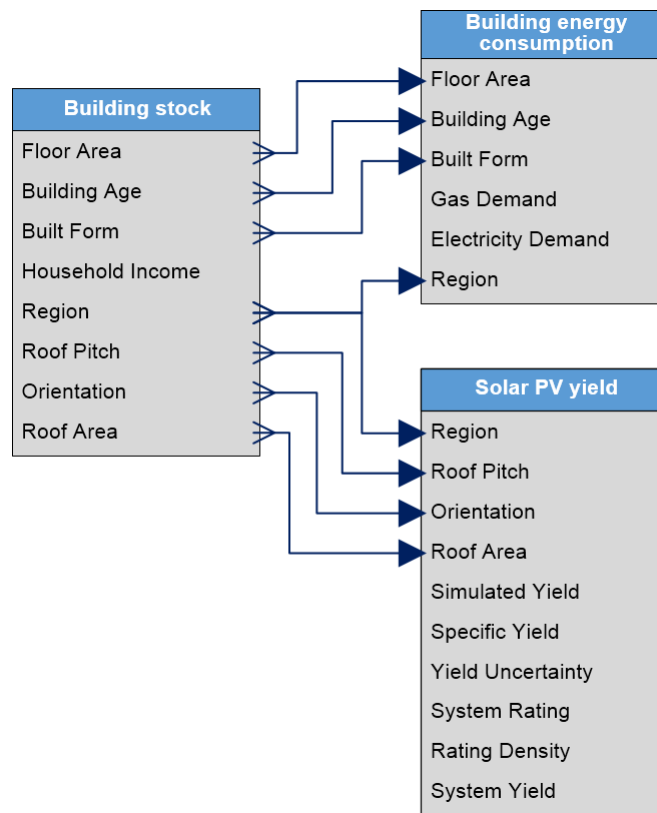 Building stock
Floor Area
Building Age
Built Form
Household Income
Region
Roof Pitch
Orientation
Roof Area
Building energy
consumption
Floor Area
Building Age
Built Form
Gas Demand
Electricity Demand
Region
Solar PV yield
Region
Roof Pitch
Orientation
Roof Area
Simulated Yield
Specific Yield
Yield Uncertainty
System Rating
Rating Density
System Yield